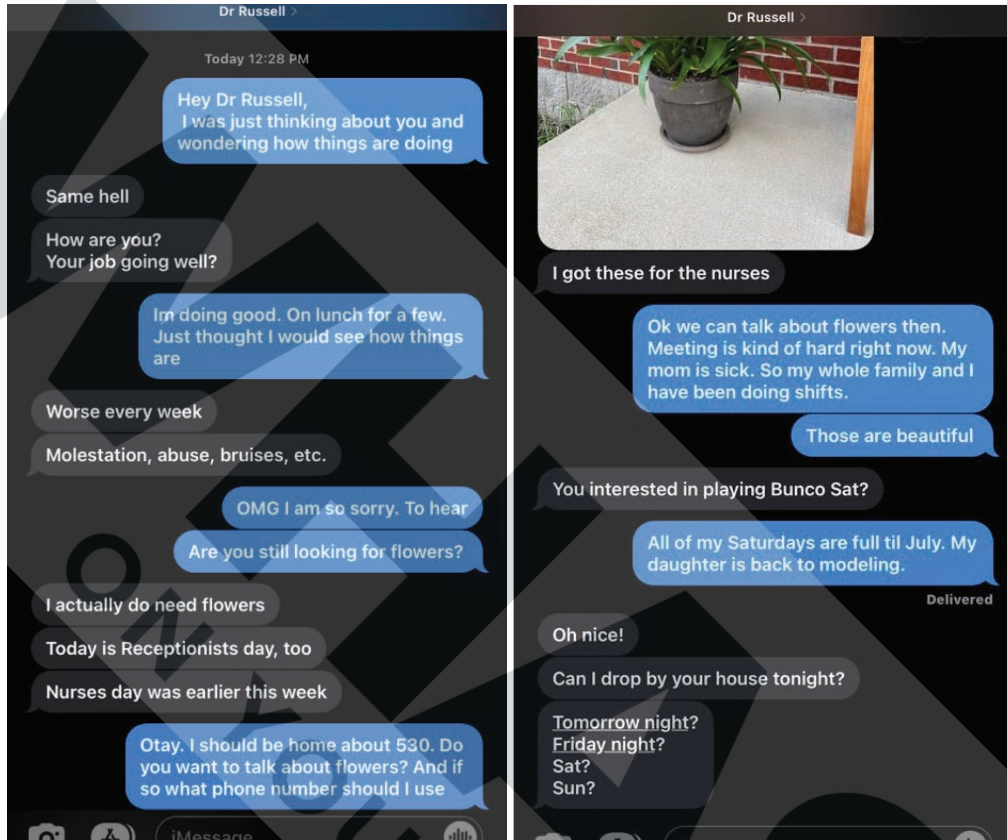 Dr Russell >
Today 12:28 PM
Hey Dr Russell,
I was just thinking about you and
wondering how things are doing
Same hell
How are you?
Your job going well?
Im doing good. On lunch for a few.
Just thought I would see how things
are
Worse every week
Molestation, abuse, bruises, etc.
OMG I am so sorry. To hear
Are you still looking for flowers?
I actually do need flowers
Today is Receptionists day, too
Nurses day was earlier this week
Otay. I should be home about 530. Do
you want to talk about flowers? And if
so what phone number should I use
iMessage
Dr Russell >
I got these for the nurses
Ok we can talk about flowers then.
Meeting is kind of hard right now. My
mom is sick. So my whole family and I
have been doing shifts.
Those are beautiful
You interested in playing Bunco Sat?
All of my Saturdays are full til July. My
daughter is back to modeling.
Delivered
Oh nice!
Can I drop by your house tonight?
Tomorrow night?
Friday night?
Sat?
Sun?
ON YOU